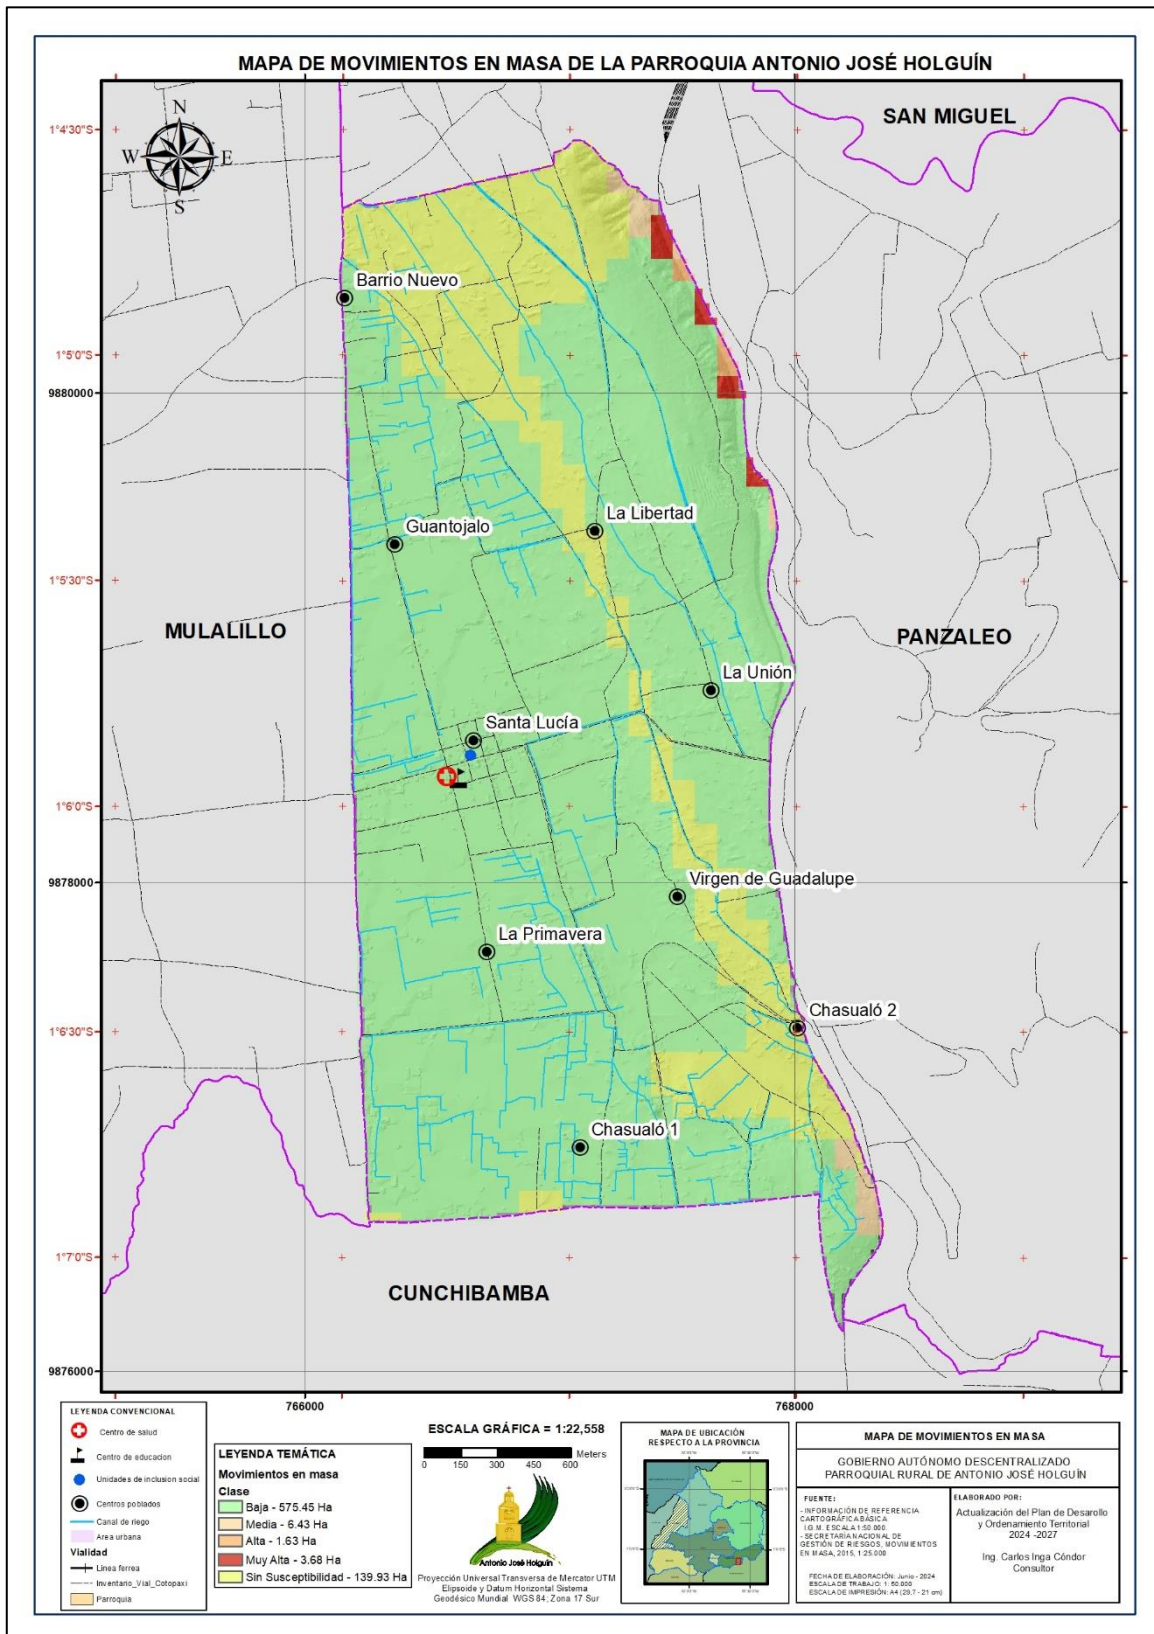 MAPA DE MOVIMIENTOS EN MASA DE LA PARROQUIA ANTONIO JOSÉ HOLGUÍN
SAN MIGUEL
N
W E
S
1°4'30"S
Barrio Nuevo
1°5'0"S
9880000
La Libertad
Guantojalo
1°5'30"S
MULALILLO
PANZALEO
La Unión
Santa Lucía
1°6'0"S
9878000
Virgen de Guadalupe
La Primavera
Chasualó 2
1°6'30"S
Chasualó 1
1°7'0"S
CUNCHIBAMBA
9876000
766000
768000
LEYENDA CONVENCIONAL
Centro de salud
Centro de educacion
Unidades de inclusion social
Centros poblados
Canal de riego
Area urbana
Vialidad
Linea ferrea
Inventario_Vial_Cotopaxi
Parroquia
LEYENDA TEMÁTICA
Movimientos en masa
Clase
Baja - 575.45 Ha
Media - 6.43 Ha
Alta - 1.63 Ha
Muy Alta - 3.68 Ha
Sin Susceptibilidad - 139.93 Ha
ESCALA GRÁFICA = 1:22,558
Meters
0 150 300 450 600
Antonio José Holguín
Proyección Universal Transversa de Mercator UTM
Elipsoide y Datum Horizontal Sistema
Geodésico Mundial WGS 84; Zona 17 Sur
MAPA DE UBICACIÓN
RESPECTO A LA PROVINCIA
MAPA DE MOVIMIENTOS EN MASA
GOBIERNO AUTÓNOMO DESCENTRALIZADO
PARROQUIAL RURAL DE ANTONIO JOSÉ HOLGUÍN
FUENTE:
- INFORMACIÓN DE REFERENCIA
CARTOGRÁFICA BÁSICA
I.G.M. ESCALA 1:50.000
- SECRETARÍA NACIONAL DE
GESTIÓN DE RIESGOS, MOVIMIENTOS
EN MASA, 2015, 1:25.000
FECHA DE ELABORACIÓN: Junio - 2024
ESCALA DE TRABAJO: 1: 50.000
ESCALA DE IMPRESIÓN: A4 (29,7 - 21 cm)
ELABORADO POR:
Actualización del Plan de Desarollo
y Ordenamiento Territorial
2024 -2027
Ing. Carlos Inga Cóndor
Consultor